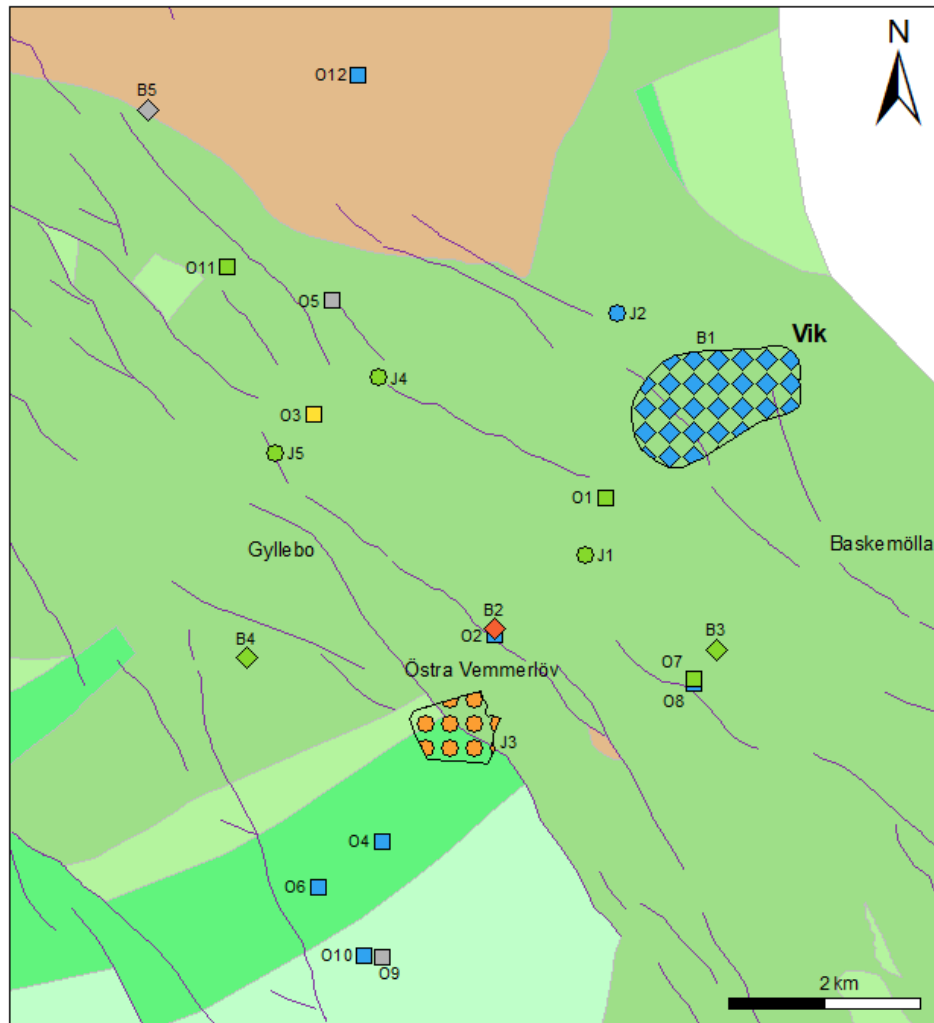 N
O12
B5
O11
O5
J2
B1
Vik
J4
O3
J5
O1
Gyllebo
Baskemölla
J1
B2
O2
B3
B4
Östra Vemmerlöv
O7
O8
J3
O4
O6
O10
O9
2 km